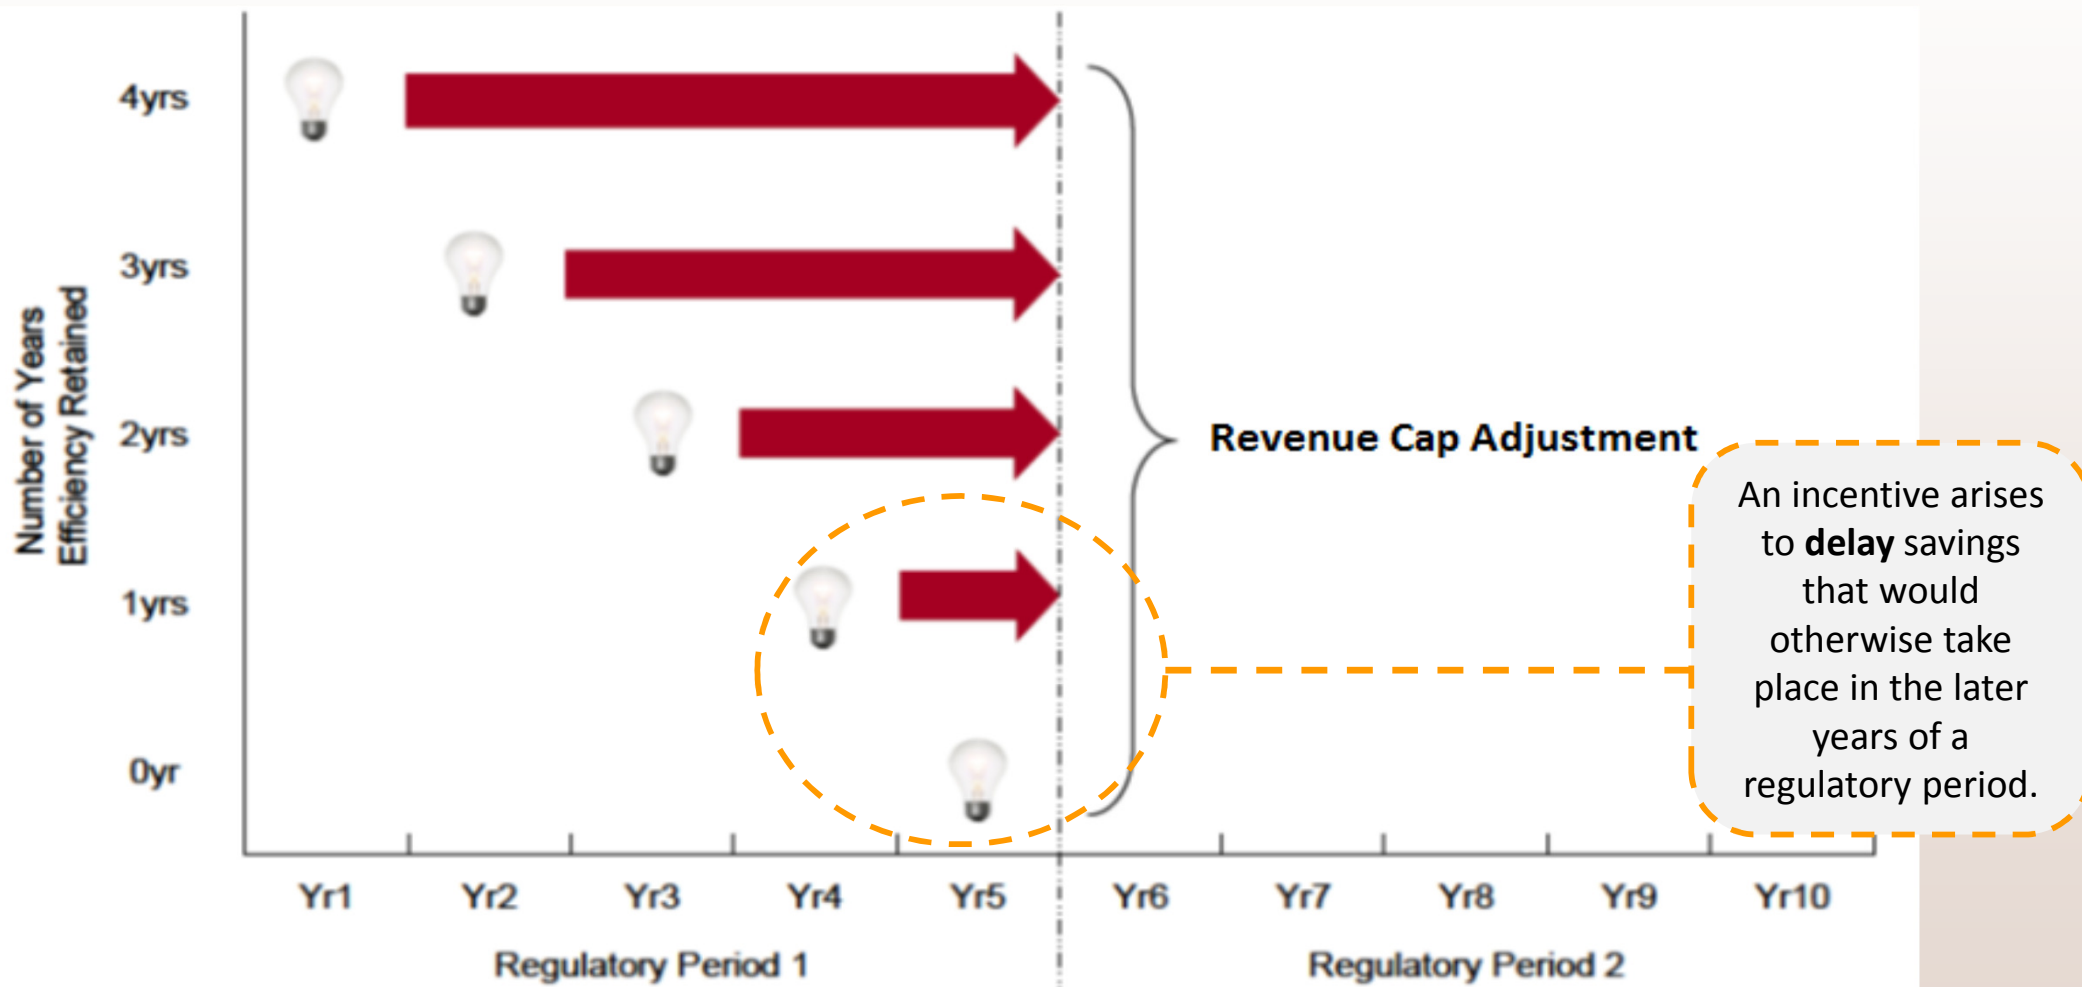 Number of Years
Efficiency Retained
4yrs
3yrs
2yrs
1yrs
0yr
Revenue Cap Adjustment
An incentive arises
to delay savings
that would
otherwise take
place in the later
years of a
regulatory period.
Yr1 Yr2 Yr3 Yr4 Yr5 Yr6 Yr7 Yr8 Yr9 Yr10
Regulatory Period 1 Regulatory Period 2